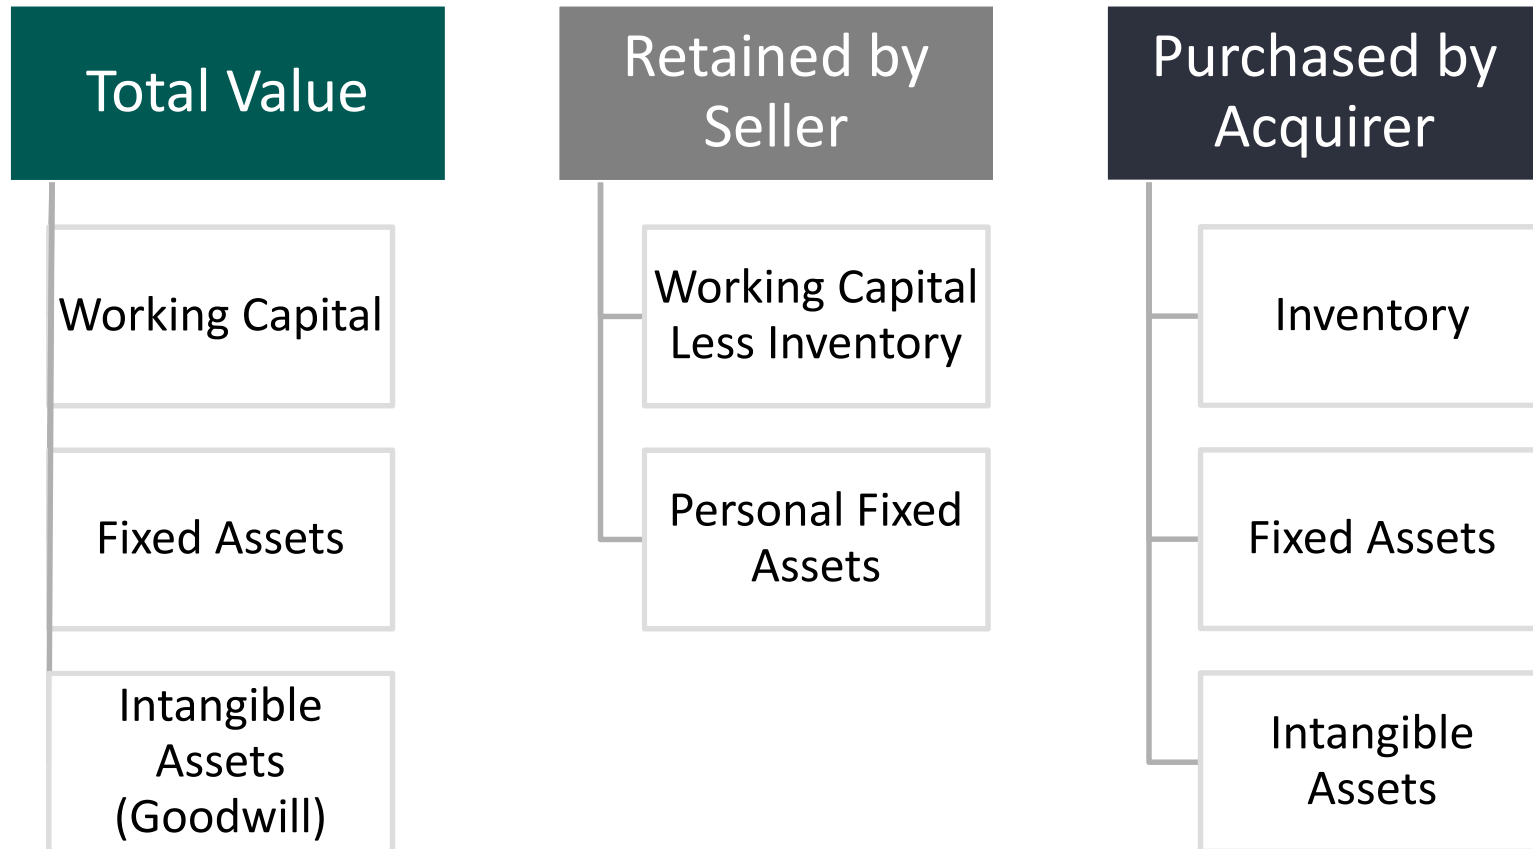 Total Value
Working Capital
Fixed Assets
Intangible
Assets
(Goodwill)
Retained by
Seller
Working Capital
Less Inventory
Personal Fixed
Assets
Purchased by
Acquirer
Inventory
Fixed Assets
Intangible
Assets